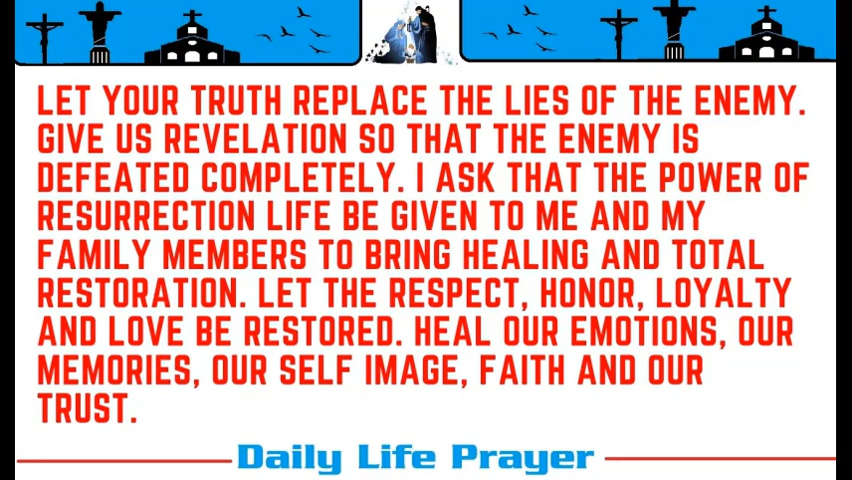 LET YOUR TRUTH REPLACE THE LIES OF THE ENEMY.
GIVE US REVELATION SO THAT THE ENEMY IS
DEFEATED COMPLETELY. I ASK THAT THE POWER OF
RESURRECTION LIFE BE GIVEN TO ME AND MY
FAMILY MEMBERS TO BRING HEALING AND TOTAL
RESTORATION. LET THE RESPECT, HONOR, LOYALTY
AND LOVE BE RESTORED. HEAL OUR EMOTIONS, OUR
MEMORIES, OUR SELF IMAGE, FAITH AND OUR
TRUST.
Daily Life Prayer